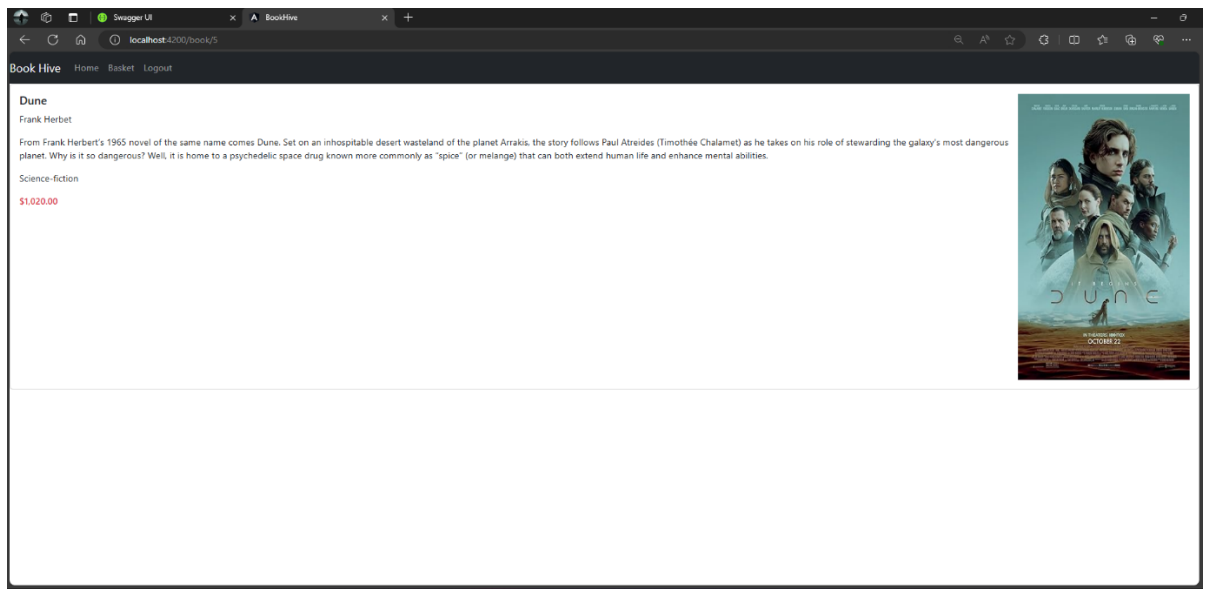 Swagger UI
BookHive
localhost:4200/book/5
Book Hive Home Basket Logout
Dune
Frank Herbet
From Frank Herbert's 1965 novel of the same name comes Dune. Set on an inhospitable desert wasteland of the planet Arrakis, the story follows Paul Atreides (Timothée Chalamet) as he takes on his role of stewarding the galaxy's most dangerous
planet. Why is it so dangerous? Well, it is home to a psychedelic space drug known more commonly as "spice" (or melange) that can both extend human life and enhance mental abilities.
Science-fiction
$1,020.00
DUNE
OCTOBER 22